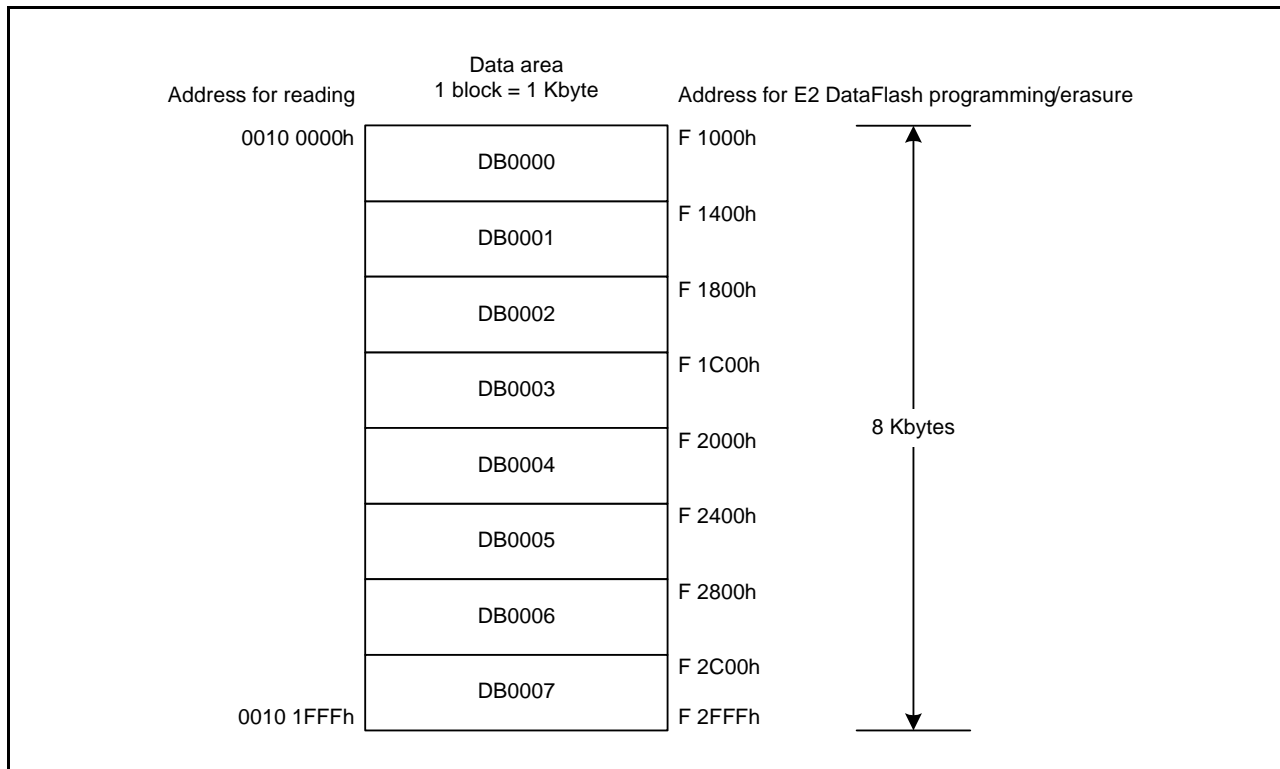 Data area
1 block = 1 Kbyte
Address for reading
Address for E2 DataFlash programming/erasure
0010 0000h
F 1000h
DB0000
F 1400h
DB0001
F 1800h
DB0002
F 1C00h
DB0003
F 2000h
8 Kbytes
DB0004
F 2400h
DB0005
F 2800h
DB0006
F 2C00h
DB0007
0010 1FFFh
F 2FFFh